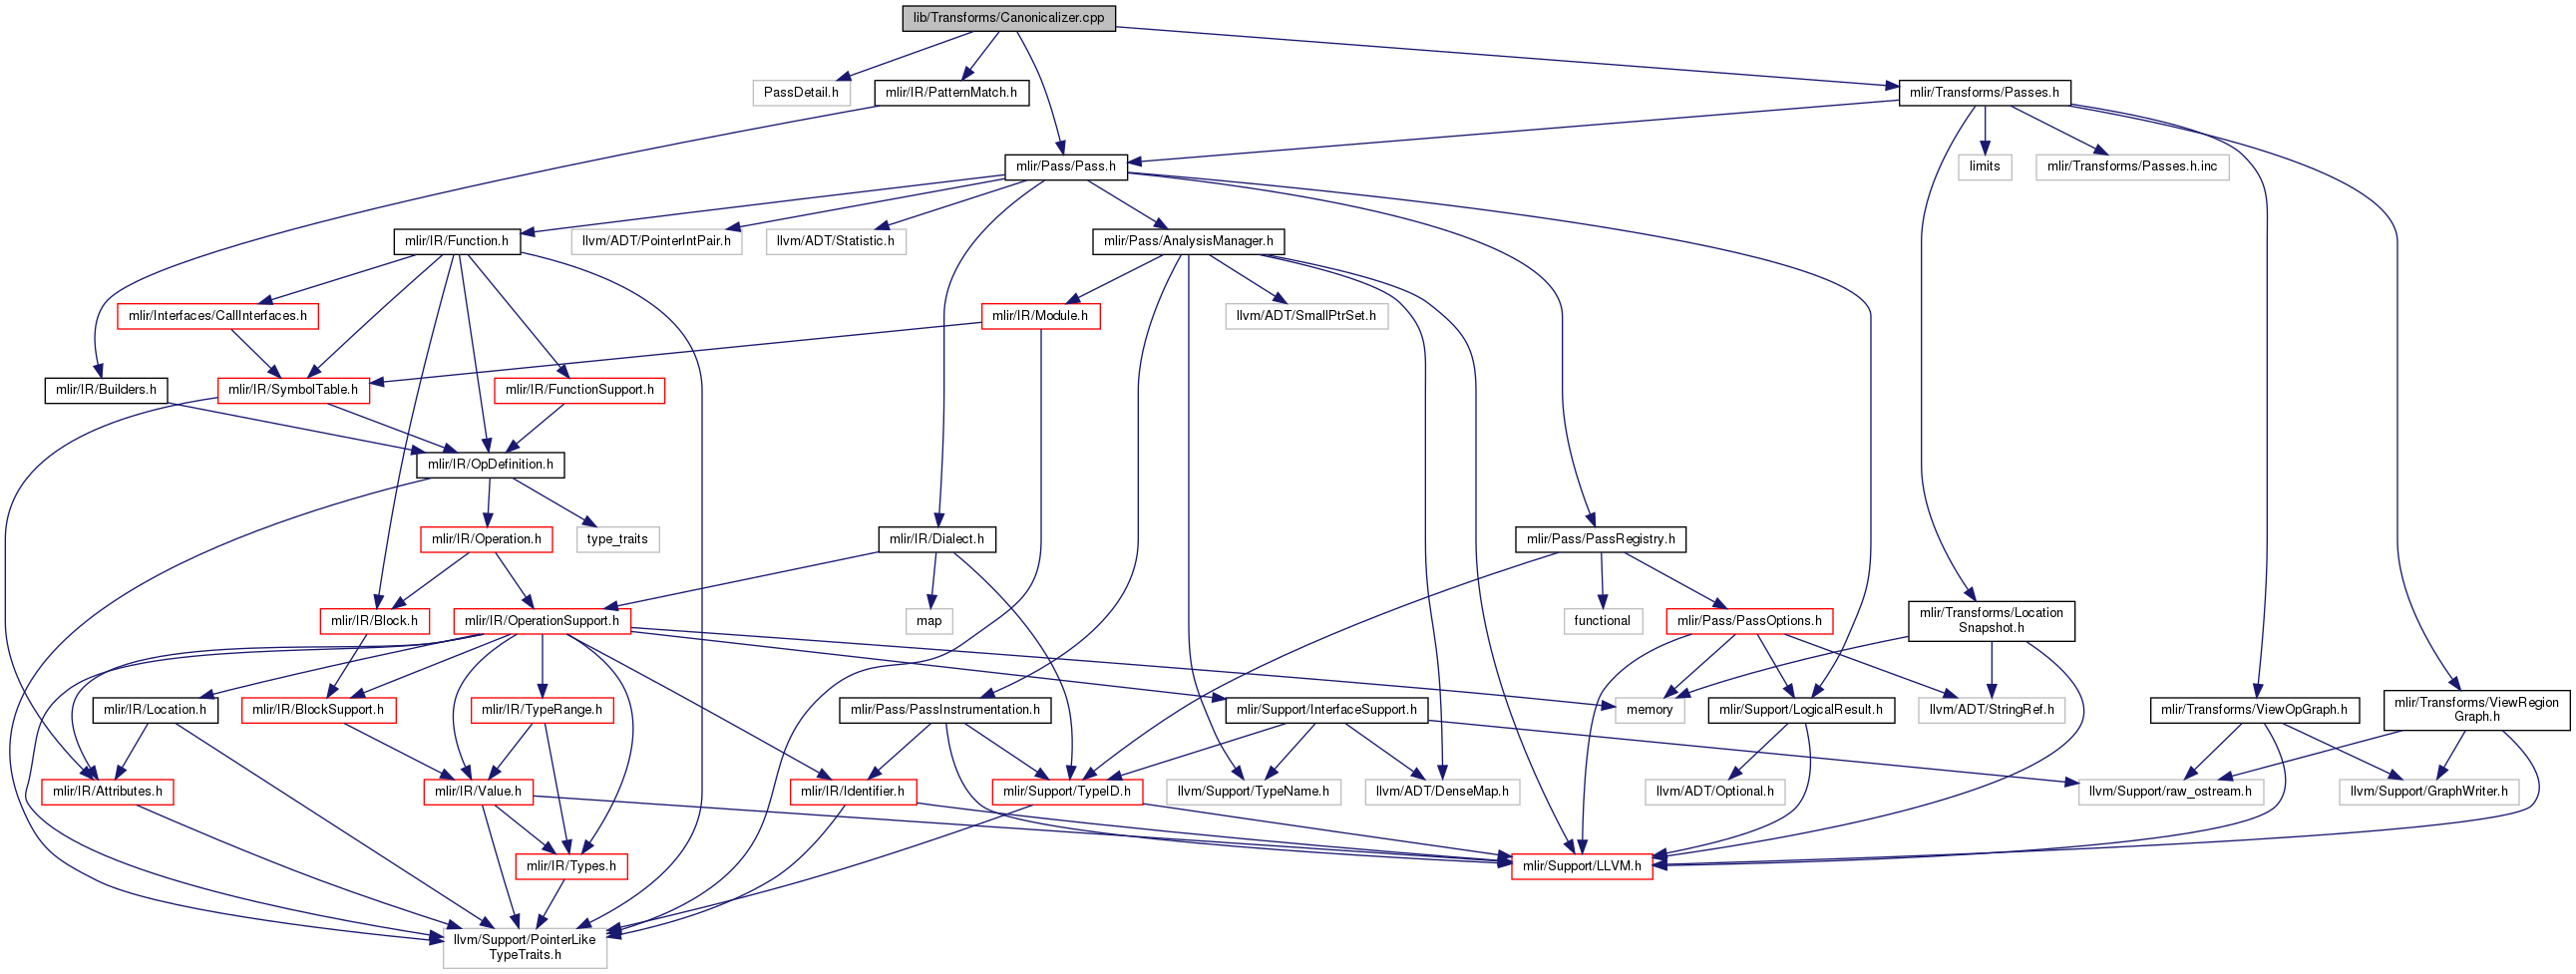 lib/Transforms/Canonicalizer.cpp
PassDetail.h
mlir/IR/PatternMatch.h
mlir/Transforms/Passes.h
mlir/Pass/Pass.h
limits
mlir/Transforms/Passes.h.inc
mlir/IR/Function.h
llvm/ADT/PointerIntPair.h
llvm/ADT/Statistic.h
mlir/Pass/AnalysisManager.h
mlir/Interfaces/CallInterfaces.h
mlir/IR/Module.h
llvm/ADT/SmallPtrSet.h
mlir/IR/Builders.h
mlir/IR/SymbolTable.h
mlir/IR/FunctionSupport.h
mlir/IR/OpDefinition.h
mlir/IR/Operation.h
type_traits
mlir/IR/Dialect.h
mlir/Pass/PassRegistry.h
mlir/IR/Block.h
mlir/IR/OperationSupport.h
map
functional
mlir/Pass/PassOptions.h
mlir/Transforms/Location
Snapshot.h
mlir/IR/Location.h
mlir/IR/BlockSupport.h
mlir/IR/TypeRange.h
mlir/Pass/PassInstrumentation.h
mlir/Support/InterfaceSupport.h
memory
mlir/Support/LogicalResult.h
llvm/ADT/StringRef.h
mlir/Transforms/ViewOpGraph.h
mlir/Transforms/ViewRegion
Graph.h
mlir/IR/Attributes.h
mlir/IR/Value.h
mlir/IR/Identifier.h
mlir/Support/TypeID.h
llvm/Support/TypeName.h
llvm/ADT/DenseMap.h
llvm/ADT/Optional.h
llvm/Support/raw_ostream.h
llvm/Support/GraphWriter.h
mlir/IR/Types.h
mlir/Support/LLVM.h
llvm/Support/PointerLike
TypeTraits.h